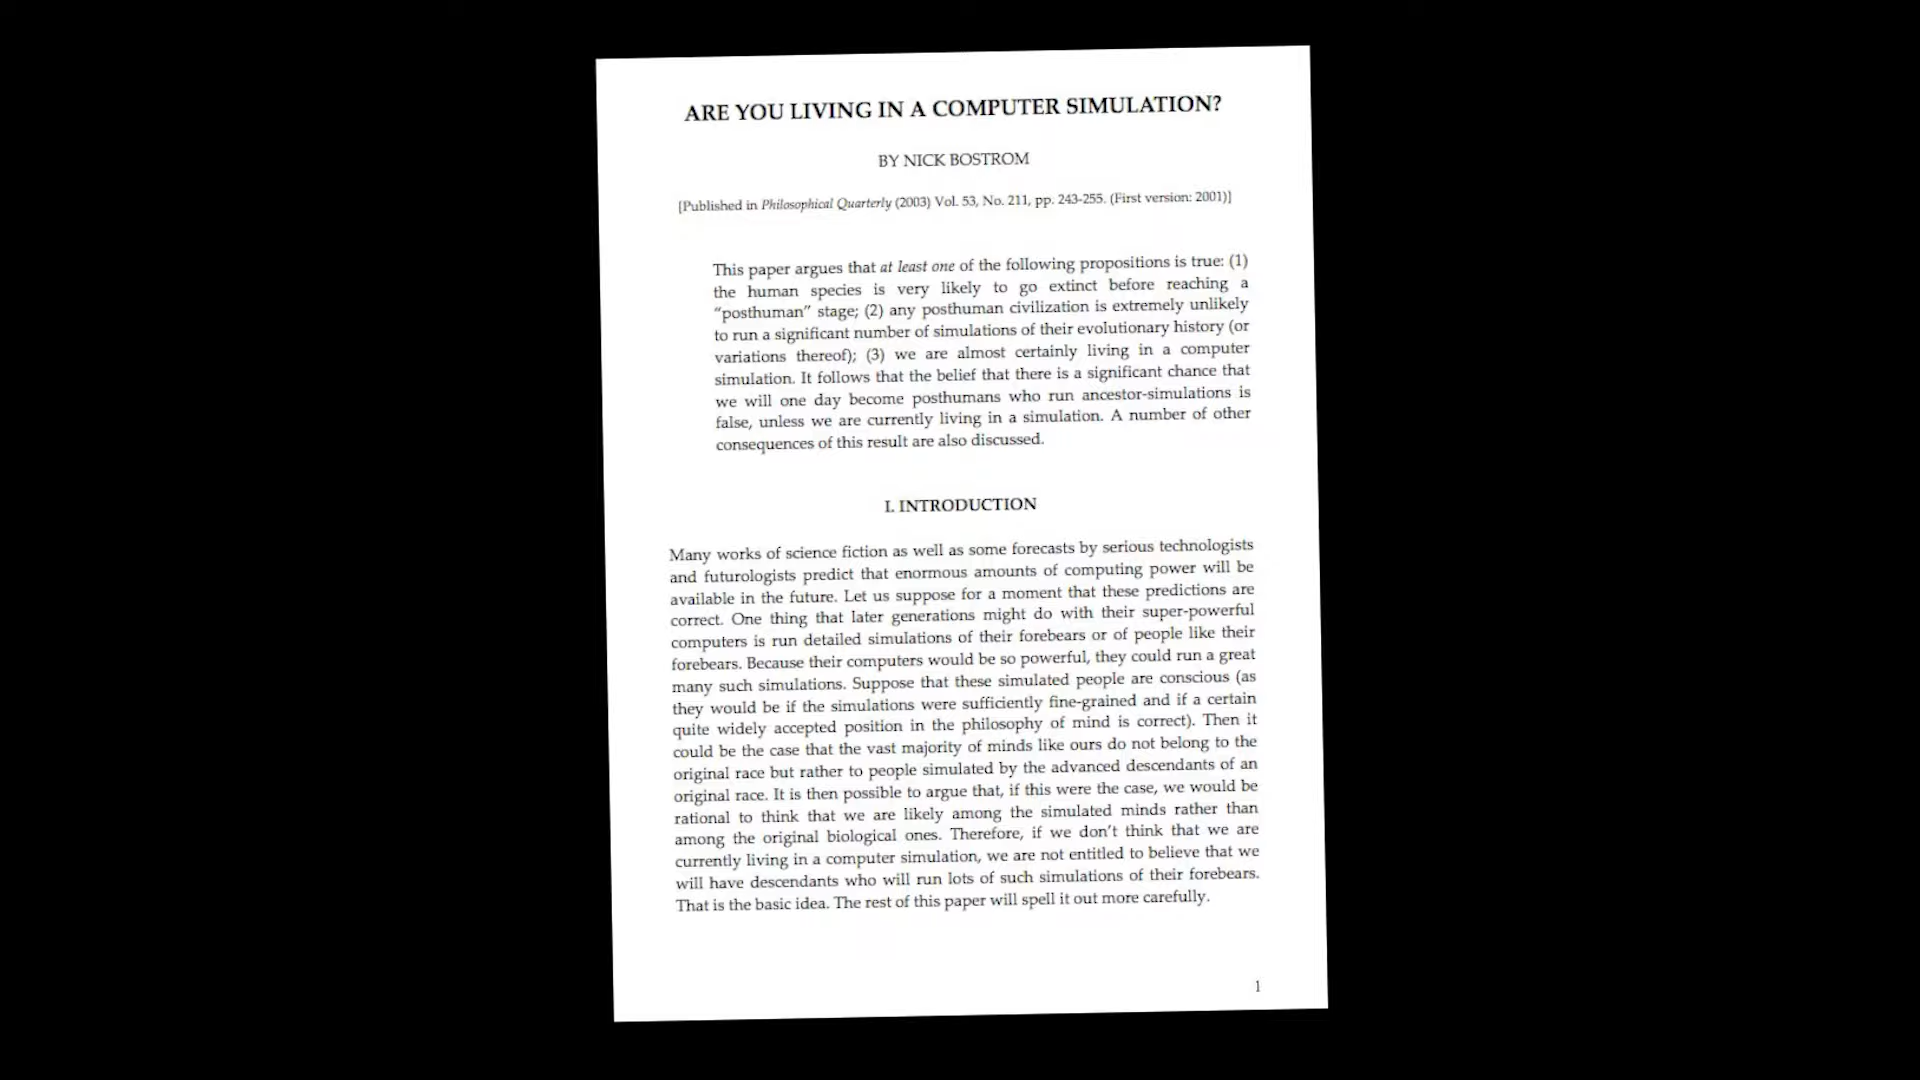 ARE YOU LIVING IN A COMPUTER SIMULATION?
BY NICK BOSTROM
[Published in Philosophical Quarterly (2003) Vol. 53, No. 211, pp. 243-255. (First version: 2001)]
This paper argues that at least one of the following propositions is true: (1)
the human species is very likely to go extinct before reaching a
“posthuman” stage; (2) any posthuman civilization is extremely unlikely
to run a significant number of simulations of their evolutionary history (or
variations thereof); (3) we are almost certainly living in a computer
simulation. It follows that the belief that there is a significant chance that
we will one day become posthumans who run ancestor-simulations is
false, unless we are currently living in a simulation. A number of other
consequences of this result are also discussed.
I. INTRODUCTION
Many works of science fiction as well as some forecasts by serious technologists
and futurologists predict that enormous amounts of computing power will be
available in the future. Let us suppose for a moment that these predictions are
correct. One thing that later generations might do with their super-powerful
computers is run detailed simulations of their forebears or of people like their
forebears. Because their computers would be so powerful, they could run a great
many such simulations. Suppose that these simulated people are conscious (as
they would be if the simulations were sufficiently fine-grained and if a certain
quite widely accepted position in the philosophy of mind is correct). Then it
could be the case that the vast majority of minds like ours do not belong to the
original race but rather to people simulated by the advanced descendants of an
original race. It is then possible to argue that, if this were the case, we would be
rational to think that we are likely among the simulated minds rather than
among the original biological ones. Therefore, if we don’t think that we are
currently living in a computer simulation, we are not entitled to believe that we
will have descendants who will run lots of such simulations of their forebears.
That is the basic idea. The rest of this paper will spell it out more carefully.
1